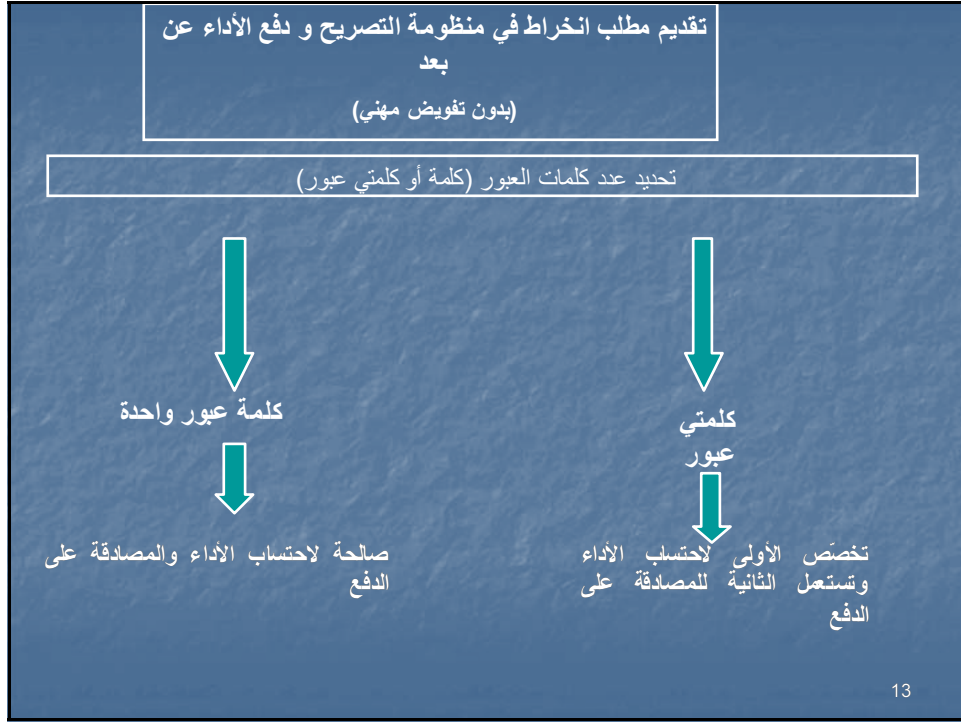 تقديم مطلب انخراط في منظومة التصريح و دفع الأداء عن
بعد
(بدون تفويض مهني)
تحديد عدد كلمات العبور (كلمة أو كلمتي عبور)
كلمتي
عبور
كلمة عبور واحدة
تخصّص الأولى لاحتساب الأداء
وتستعمل الثانية للمصادقة على
الدفع
صالحة لاحتساب الأداء والمصادقة على
الدفع
13